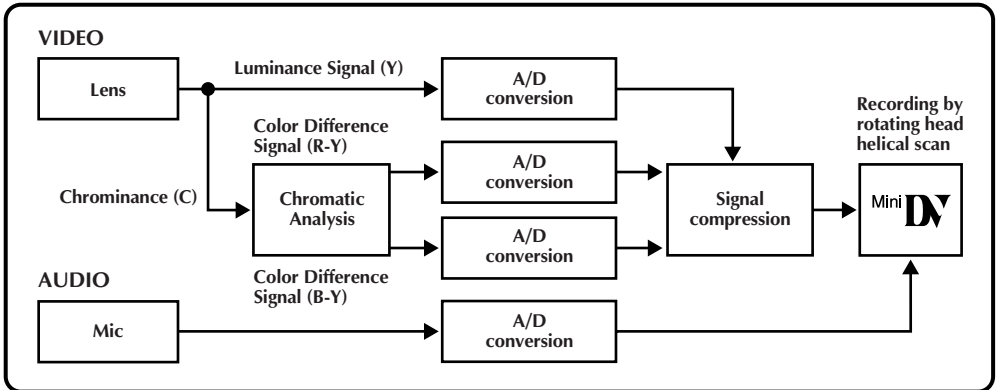 VIDEO
Lens
Luminance Signal (Y)
A/D
conversion
Color Difference
Signal (R-Y)
A/D
conversion
Chrominance (C)
Chromatic
Analysis
A/D
conversion
Color Difference
Signal (B-Y)
Signal
compression
Recording by
rotating head
helical scan
Mini DV
AUDIO
Mic
A/D
conversion